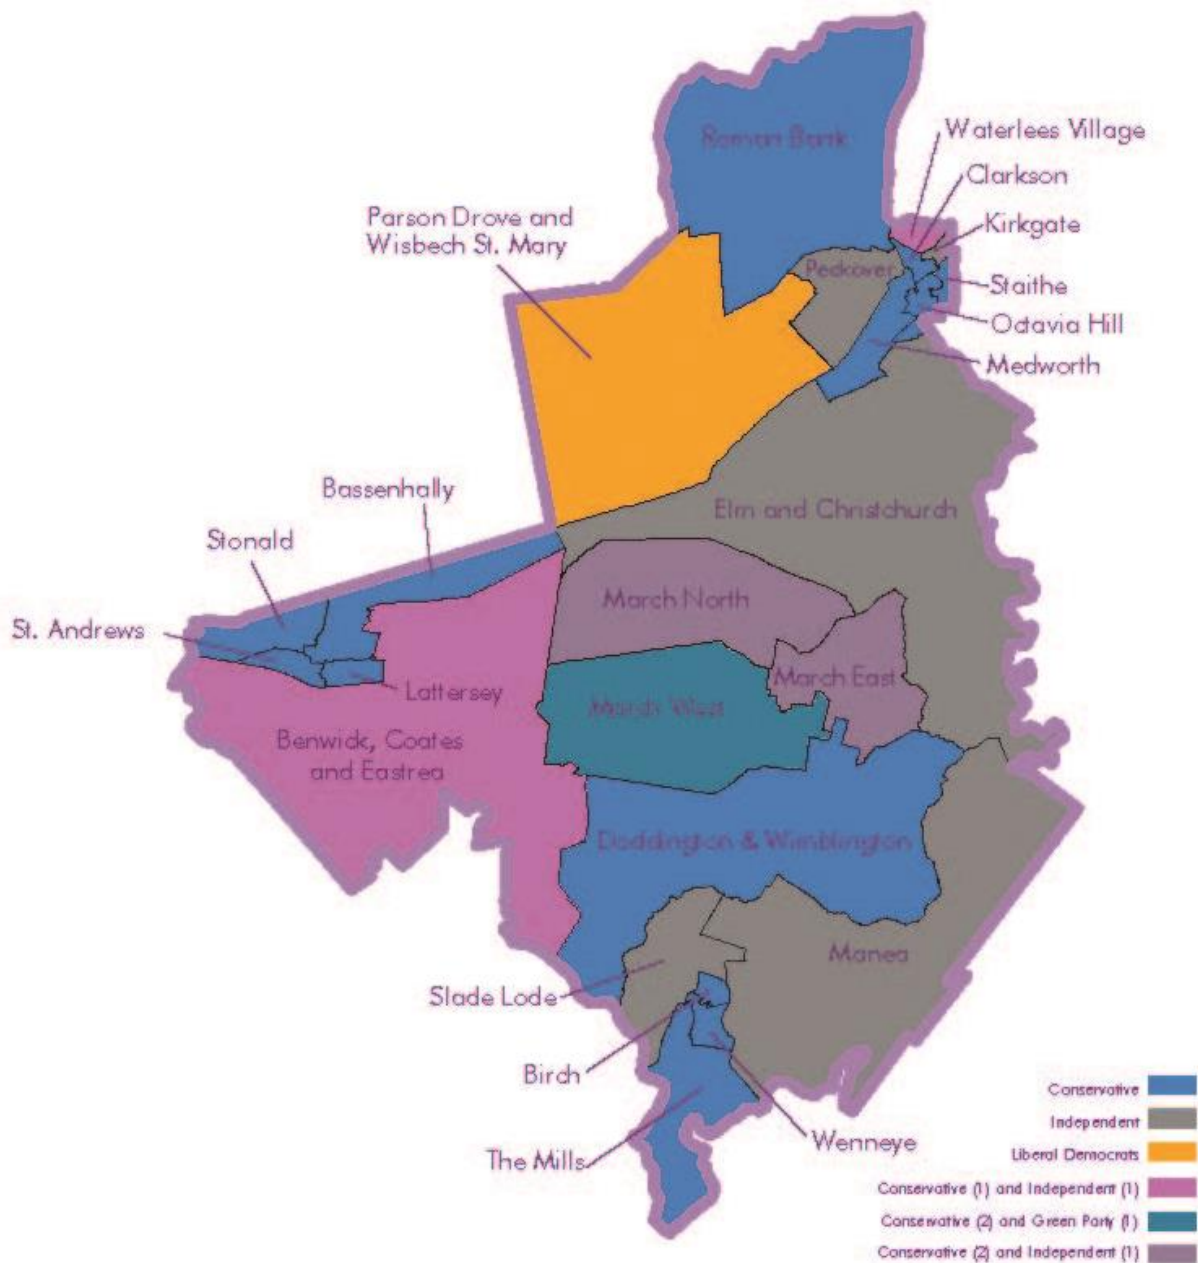 Roman Bank
Waterlees Village
Clarkson
Kirkgate
Parson Drove and
Wisbech St. Mary
Peckover
Staithe
Octavia Hill
Medworth
Bassenhally
Elm and Christchurch
Stonald
March North
St. Andrews
March East
Lattersey
March West
Benwick, Coates
and Eastrea
Doddington & Wimblington
Manea
Slade Lode
Birch
Wenneye
The Mills
Conservative
Independent
Liberal Democrats
Conservative (1) and Independent (1)
Conservative (2) and Green Party (1)
Conservative (2) and Independent (1)